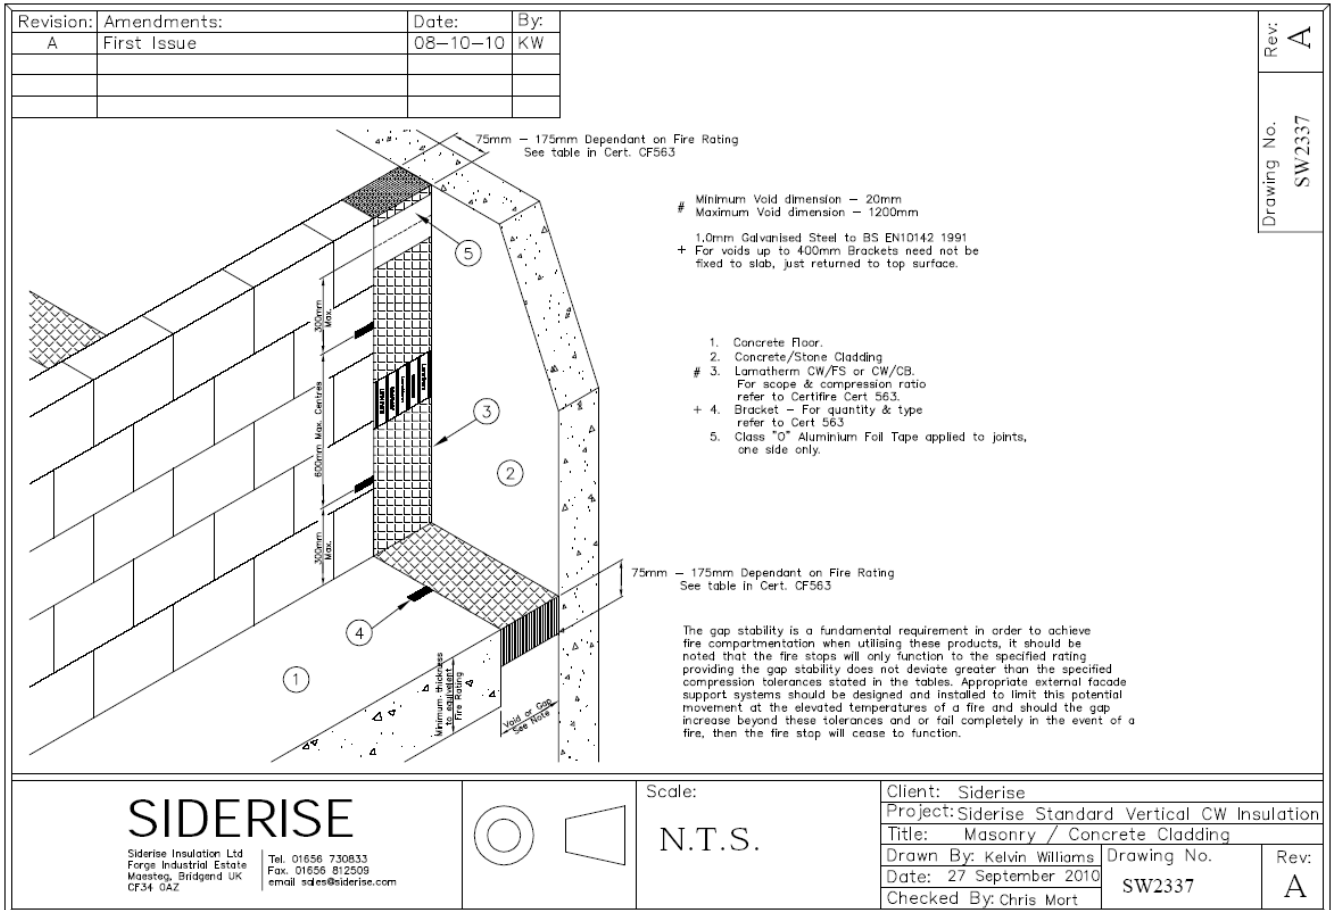 Revision: Amendments: Date: By:
A First Issue 08-10-10 KW
Rev:
A
Drawing No.
SW2337
75mm - 175mm Dependant on Fire Rating
See table in Cert. CF563
# Minimum Void dimension - 20mm
Maximum Void dimension - 1200mm
1.0mm Galvanised Steel to BS EN10142 1991
+ For voids up to 400mm Brackets need not be
fixed to slab, just returned to top surface.
1. Concrete Floor.
2. Concrete/Stone Cladding
# 3. Lamatherm CW/FS or CW/CB.
For scope & compression ratio
refer to Certifire Cert 563.
+ 4. Bracket - For quantity & type
refer to Cert 563
5. Class "O" Aluminium Foil Tape applied to joints,
one side only.
5
300mm
Max.
600mm Max. Centres
3
2
300mm
Max.
75mm - 175mm Dependant on Fire Rating
See table in Cert. CF563
4
1
Minimum thickness
to equivalent
Fire Rating
Void or Gap
See Note
The gap stability is a fundamental requirement in order to achieve
fire compartmentation when utilising these products, it should be
noted that the fire stops will only function to the specified rating
providing the gap stability does not deviate greater than the specified
compression tolerances stated in the tables. Appropriate external facade
support systems should be designed and installed to limit this potential
movement at the elevated temperatures of a fire and should the gap
increase beyond these tolerances and or fail completely in the event of a
fire, then the fire stop will cease to function.
SIDERISE
Siderise Insulation Ltd
Forge Industrial Estate
Maesteg, Bridgend UK
CF34 0AZ
Tel. 01656 730833
Fax. 01656 812509
email sales@siderise.com
Scale:
N.T.S.
Client: Siderise
Project: Siderise Standard Vertical CW Insulation
Title: Masonry / Concrete Cladding
Drawn By: Kelvin Williams
Date: 27 September 2010
Checked By: Chris Mort
Drawing No.
SW2337
Rev:
A